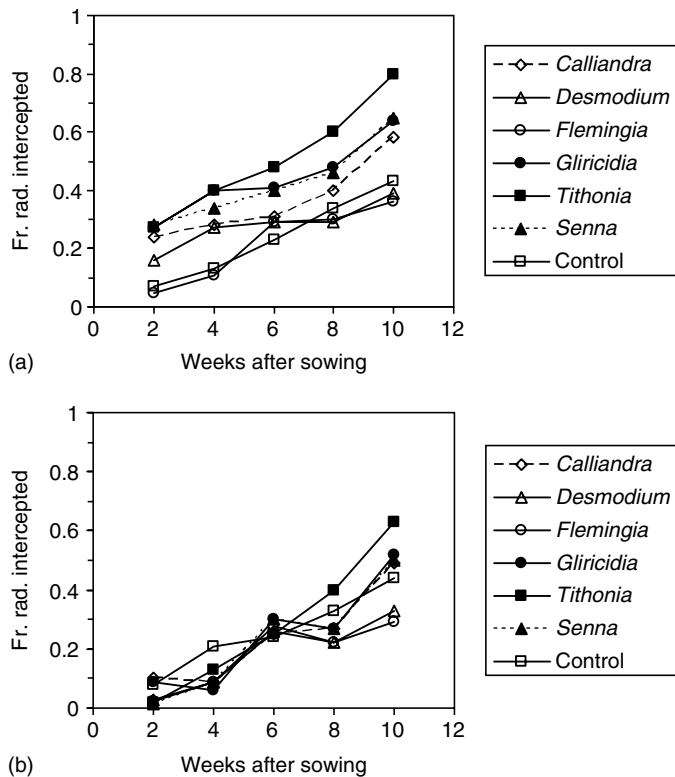 1
0.8
0.6
0.4
0.2
0
Fr. rad. intercepted
0 2 4 6 8 10 12
Weeks after sowing
(a)
Calliandra
Desmodium
Flemingia
Gliricidia
Tithonia
Senna
Control
1
0.8
0.6
0.4
0.2
0
Fr. rad. intercepted
0 2 4 6 8 10 12
Weeks after sowing
(b)
Calliandra
Desmodium
Flemingia
Gliricidia
Tithonia
Senna
Control